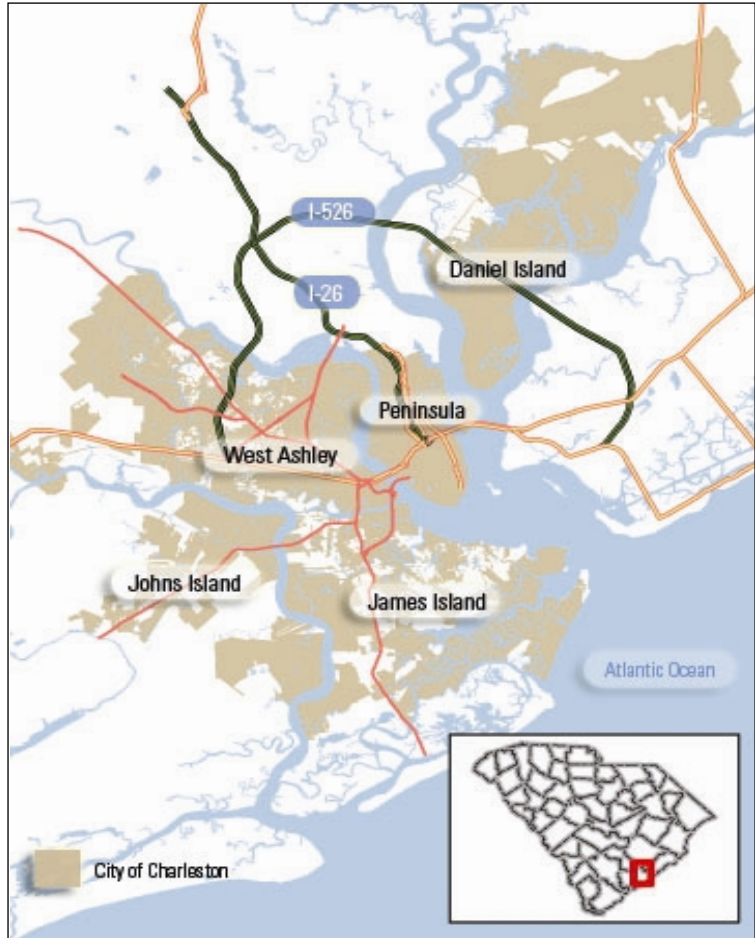 I-526
Daniel Island
I-26
Peninsula
West Ashley
Johns Island
James Island
Atlantic Ocean
City of Charleston